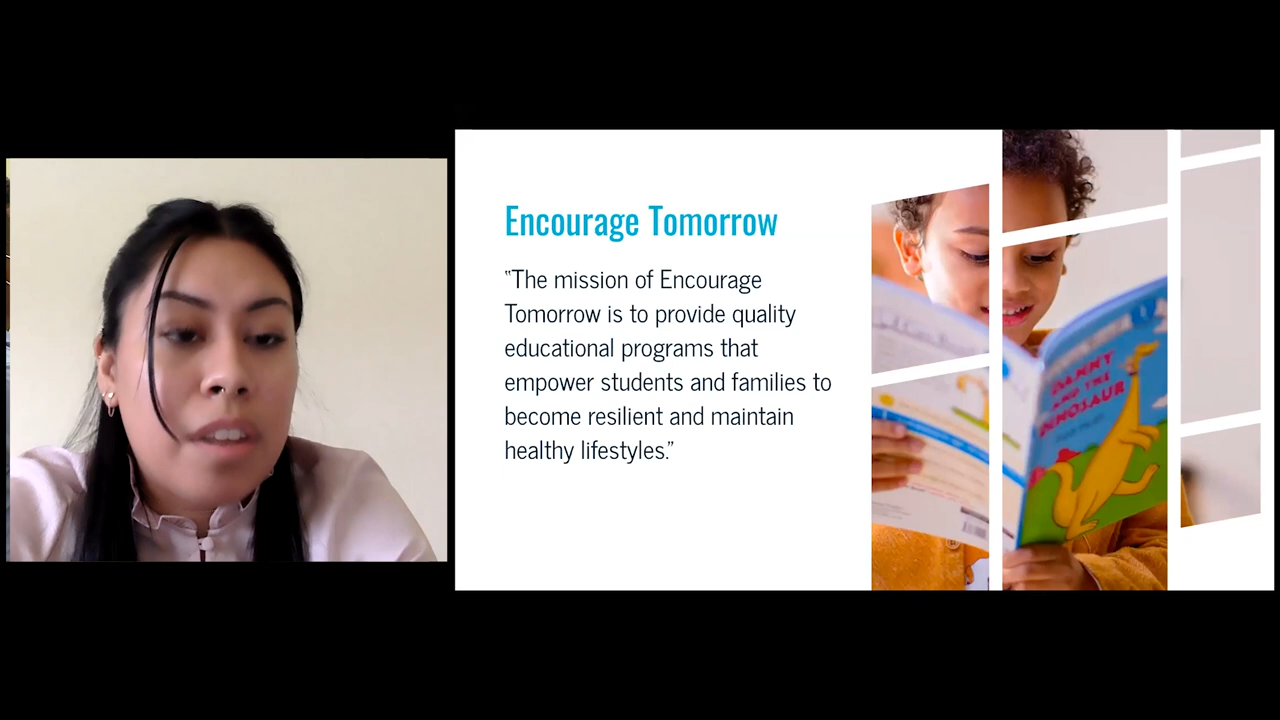 Encourage Tomorrow
"The mission of Encourage
Tomorrow is to provide quality
educational programs that
empower students and families to
become resilient and maintain
healthy lifestyles."
DANNY
AND THE
DINOSAUR